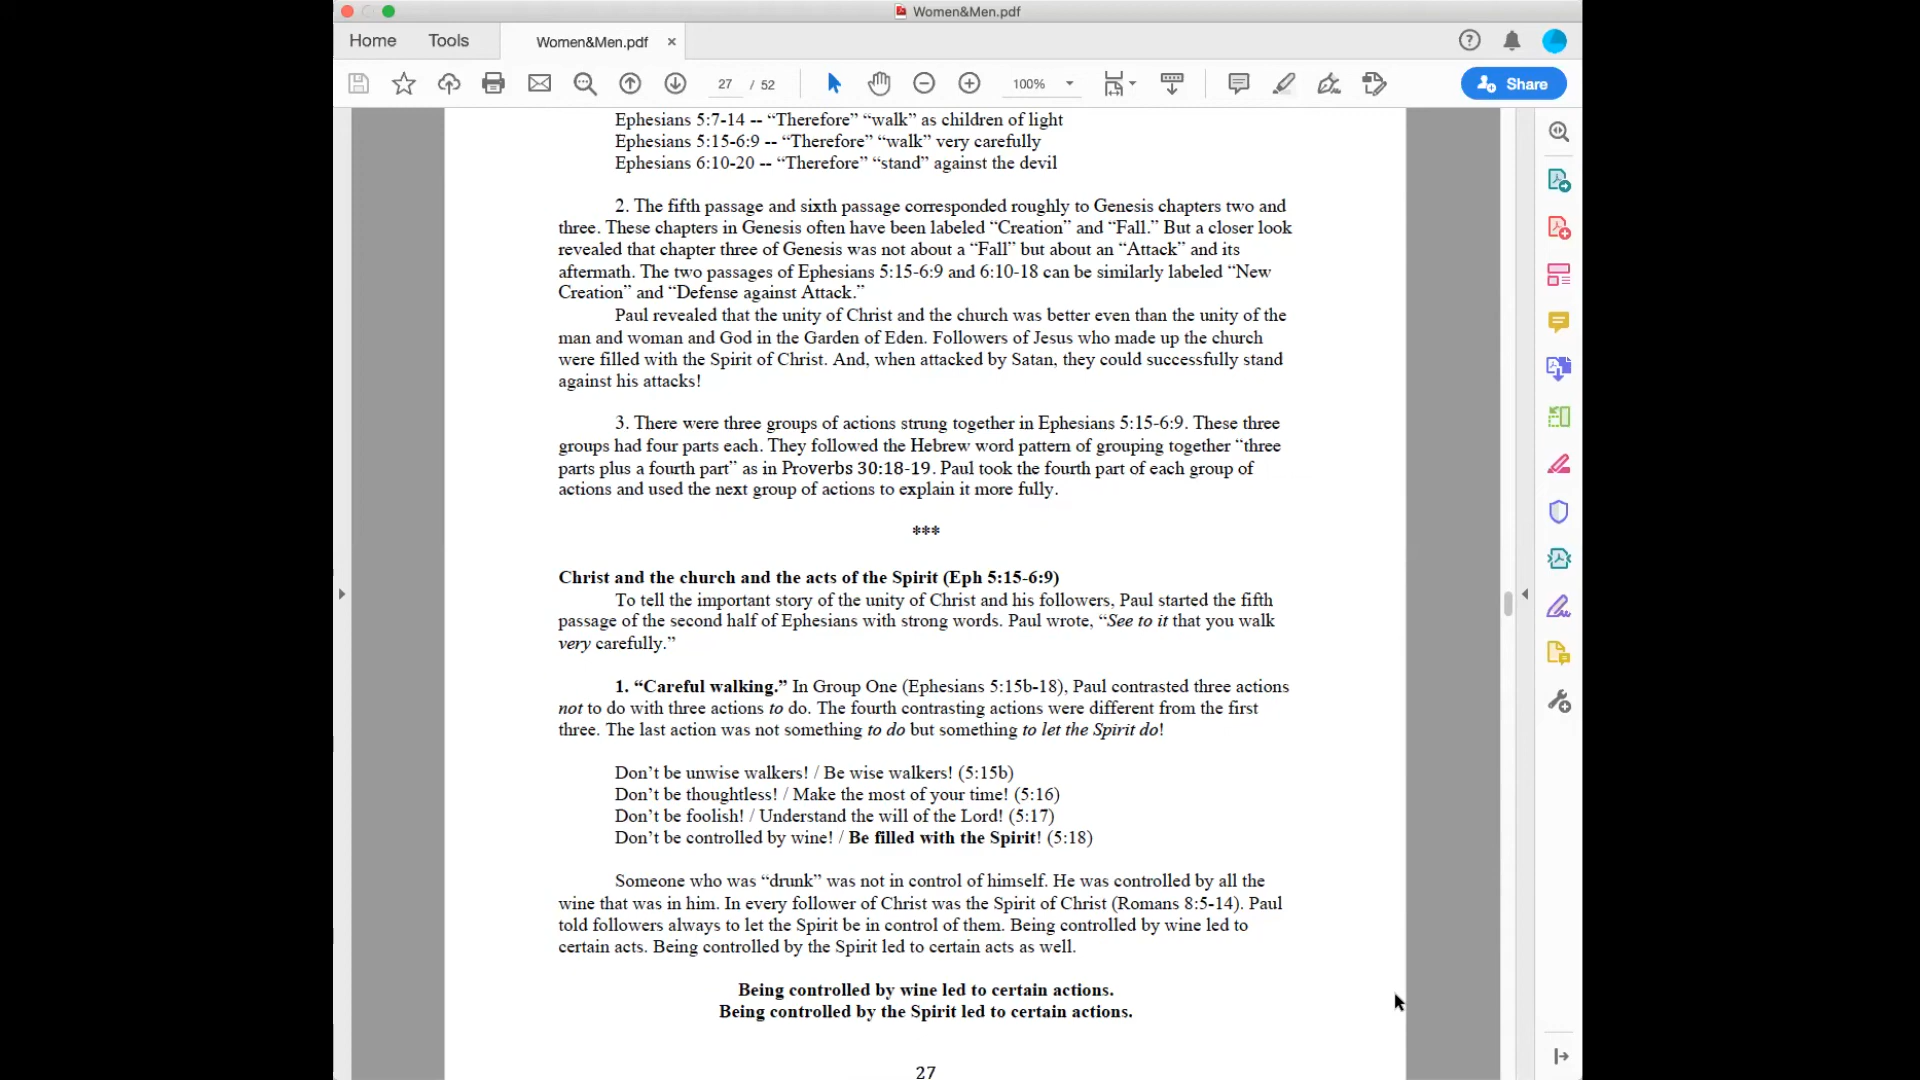 Women&Men.pdf
Home Tools Women&Men.pdf ×
27 / 52 100% Share
Ephesians 5:7-14 -- “Therefore” “walk” as children of light
Ephesians 5:15-6:9 -- “Therefore” “walk” very carefully
Ephesians 6:10-20 -- “Therefore” “stand” against the devil
2. The fifth passage and sixth passage corresponded roughly to Genesis chapters two and
three. These chapters in Genesis often have been labeled “Creation” and “Fall.” But a closer look
revealed that chapter three of Genesis was not about a “Fall” but about an “Attack” and its
aftermath. The two passages of Ephesians 5:15-6:9 and 6:10-18 can be similarly labeled “New
Creation” and “Defense against Attack.”
Paul revealed that the unity of Christ and the church was better even than the unity of the
man and woman and God in the Garden of Eden. Followers of Jesus who made up the church
were filled with the Spirit of Christ. And, when attacked by Satan, they could successfully stand
against his attacks!
3. There were three groups of actions strung together in Ephesians 5:15-6:9. These three
groups had four parts each. They followed the Hebrew word pattern of grouping together “three
parts plus a fourth part” as in Proverbs 30:18-19. Paul took the fourth part of each group of
actions and used the next group of actions to explain it more fully.
***
Christ and the church and the acts of the Spirit (Eph 5:15-6:9)
To tell the important story of the unity of Christ and his followers, Paul started the fifth
passage of the second half of Ephesians with strong words. Paul wrote, “See to it that you walk
very carefully.”
1. “Careful walking.” In Group One (Ephesians 5:15b-18), Paul contrasted three actions
not to do with three actions to do. The fourth contrasting actions were different from the first
three. The last action was not something to do but something to let the Spirit do!
Don’t be unwise walkers! / Be wise walkers! (5:15b)
Don’t be thoughtless! / Make the most of your time! (5:16)
Don’t be foolish! / Understand the will of the Lord! (5:17)
Don’t be controlled by wine! / Be filled with the Spirit! (5:18)
Someone who was “drunk” was not in control of himself. He was controlled by all the
wine that was in him. In every follower of Christ was the Spirit of Christ (Romans 8:5-14). Paul
told followers always to let the Spirit be in control of them. Being controlled by wine led to
certain acts. Being controlled by the Spirit led to certain acts as well.
Being controlled by wine led to certain actions.
Being controlled by the Spirit led to certain actions.
27